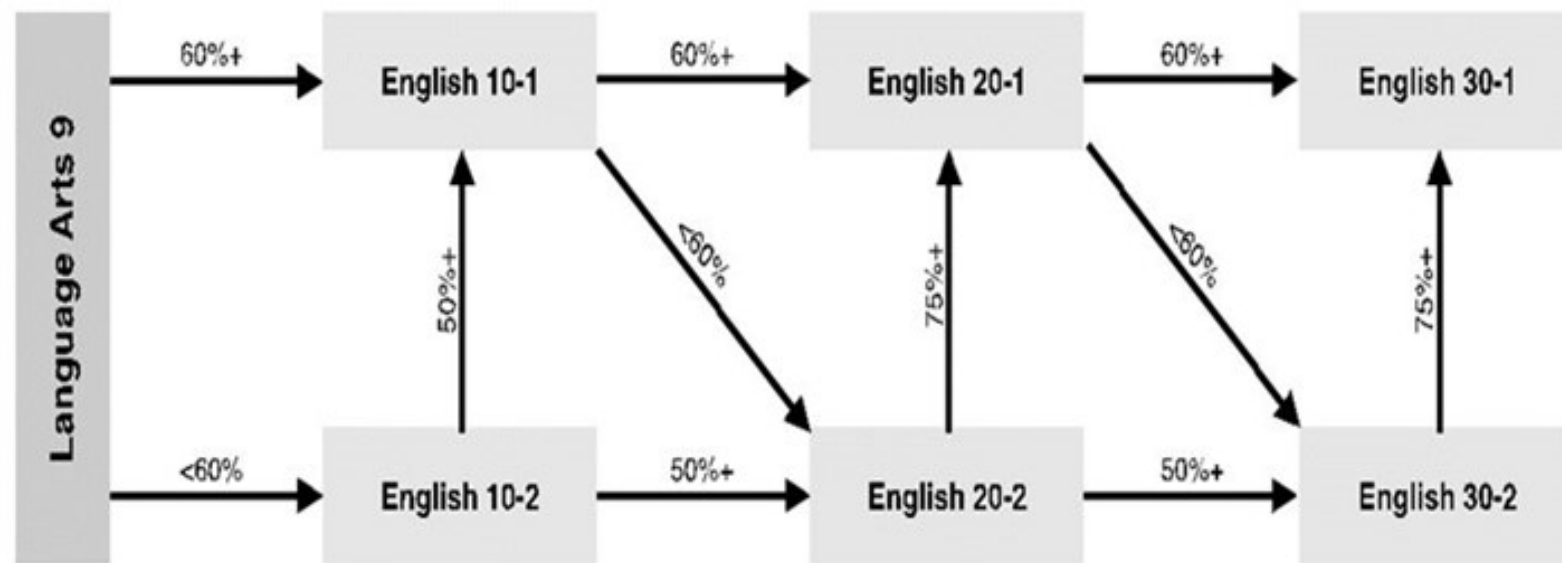 Language Arts 9
60%+
English 10-1
60%+
English 20-1
60%+
English 30-1
50%+
<60%
75%+
<60%
75%+
<60%
English 10-2
50%+
English 20-2
50%+
English 30-2